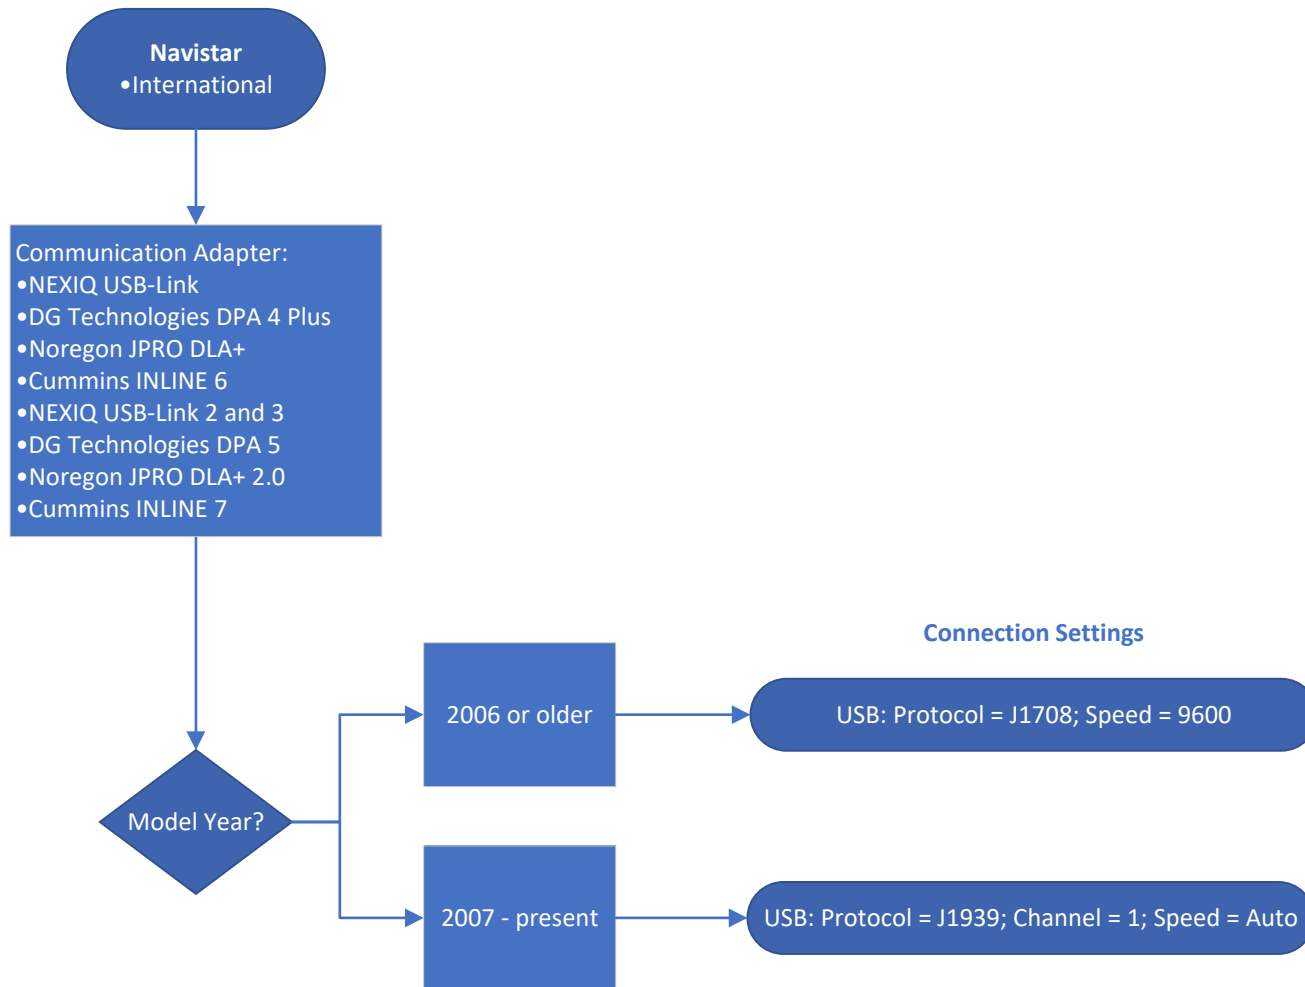 Navistar
•International
Communication Adapter:
•NEXIQ USB-Link
•DG Technologies DPA 4 Plus
•Noregon JPRO DLA+
•Cummins INLINE 6
•NEXIQ USB-Link 2 and 3
•DG Technologies DPA 5
•Noregon JPRO DLA+ 2.0
•Cummins INLINE 7
Connection Settings
2006 or older
USB: Protocol = J1708; Speed = 9600
Model Year?
2007 - present
USB: Protocol = J1939; Channel = 1; Speed = Auto